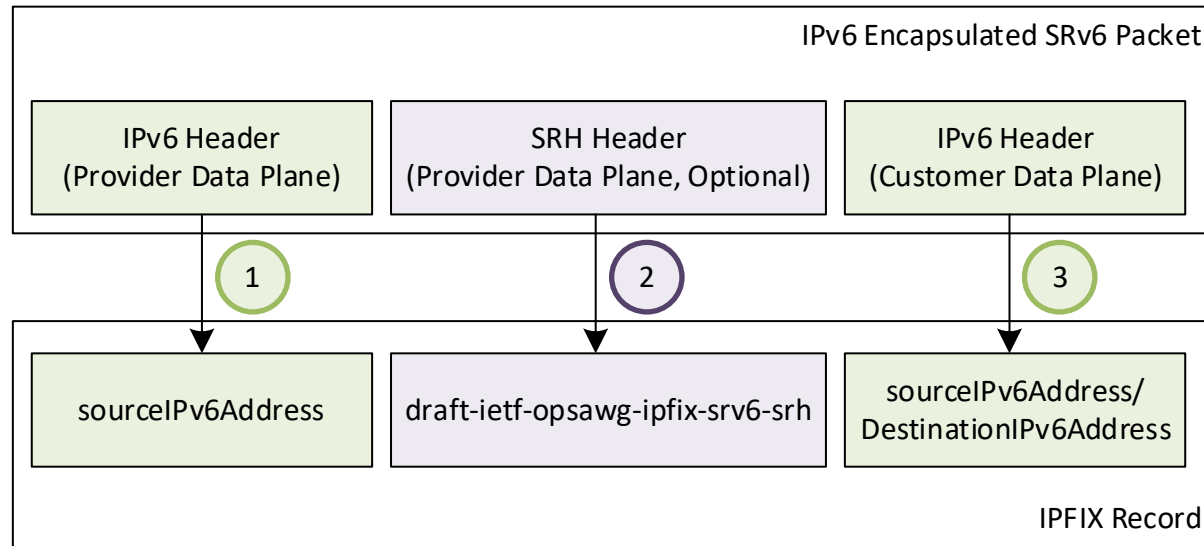 IPv6 Encapsulated SRv6 Packet
IPv6 Header
(Provider Data Plane)
SRH Header
(Provider Data Plane, Optional)
IPv6 Header
(Customer Data Plane)
1
2
3
sourceIPv6Address
draft-ietf-opsawg-ipfix-srv6-srh
sourceIPv6Address/
DestinationIPv6Address
IPFIX Record